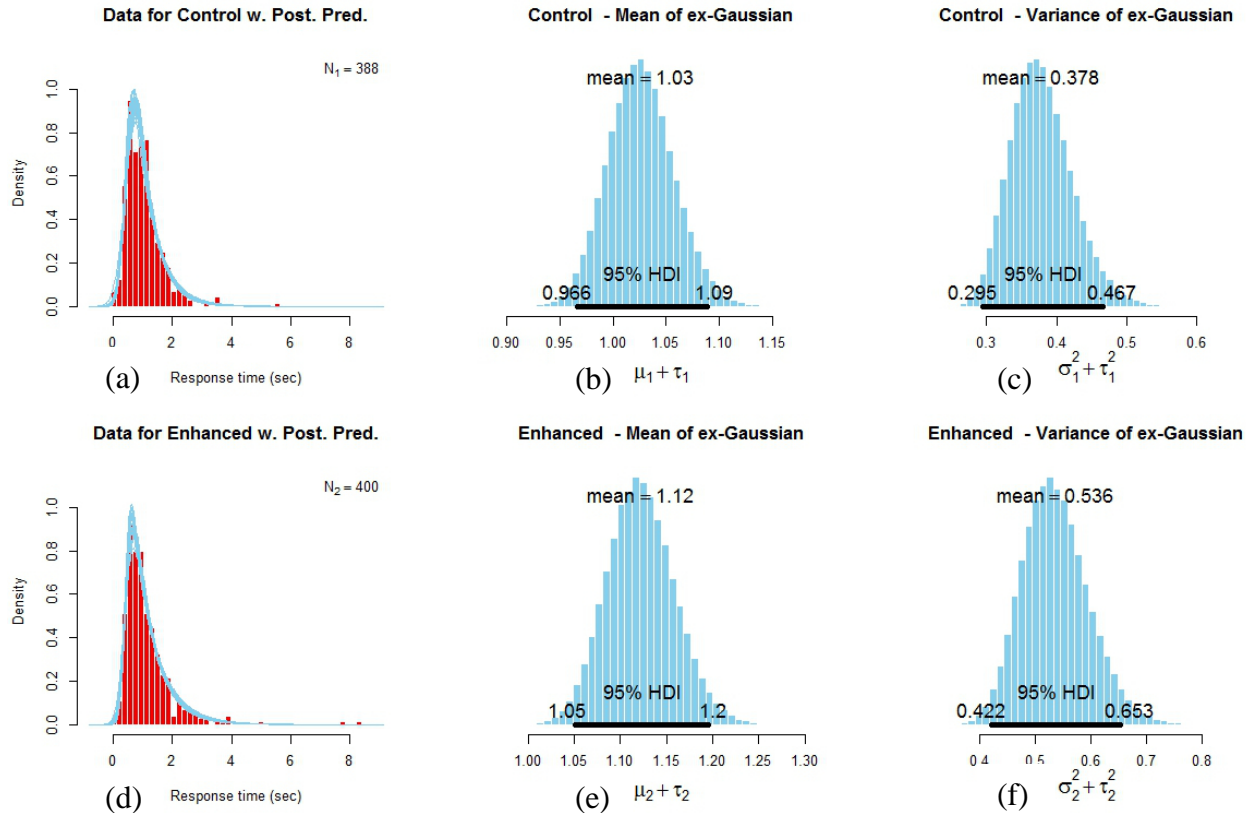 Data for Control w. Post. Pred.
N1 = 388
Density
0.0 0.2 0.4 0.6 0.8 1.0
0 2 4 6 8
(a) Response time (sec)
Control - Mean of ex-Gaussian
mean = 1.03
95% HDI
0.966 1.09
0.90 0.95 1.00 1.05 1.10 1.15
(b) μ1 + τ1
Control - Variance of ex-Gaussian
mean = 0.378
95% HDI
0.295 0.467
0.3 0.4 0.5 0.6
(c) σ1² + τ1²
Data for Enhanced w. Post. Pred.
N2 = 400
Density
0.0 0.2 0.4 0.6 0.8 1.0
0 2 4 6 8
(d) Response time (sec)
Enhanced - Mean of ex-Gaussian
mean = 1.12
95% HDI
1.05 1.2
1.00 1.05 1.10 1.15 1.20 1.25 1.30
(e) μ2 + τ2
Enhanced - Variance of ex-Gaussian
mean = 0.536
95% HDI
0.422 0.653
0.4 0.5 0.6 0.7 0.8
(f) σ2² + τ2²